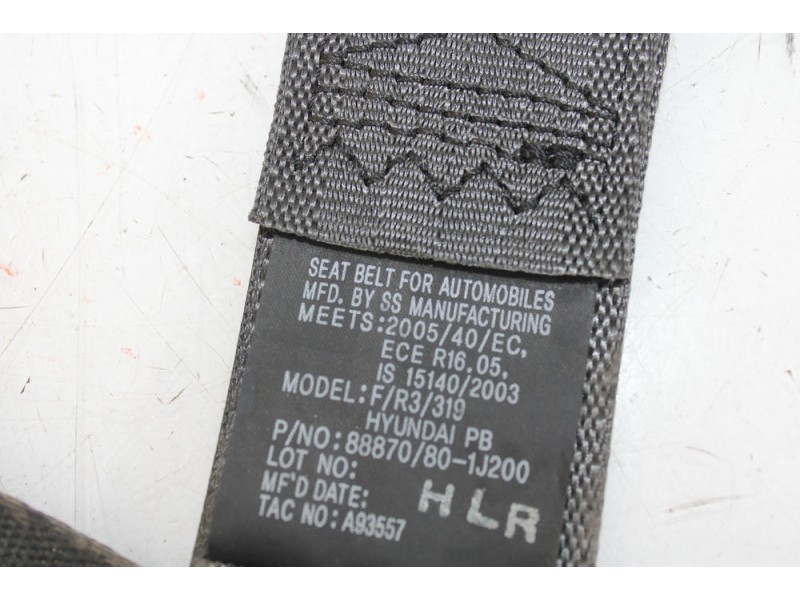 SEAT BELT FOR AUTOMOBILES
MFD. BY SS MANUFACTURING
MEETS:2005/40/EC,
ECE R16.05.
IS 15140/2003
MODEL:F/R3/319
HYUNDAI PB
P/NO:88870/80-1J200
LOT NO:
MF'D DATE: HLR
TAC NO: A93557